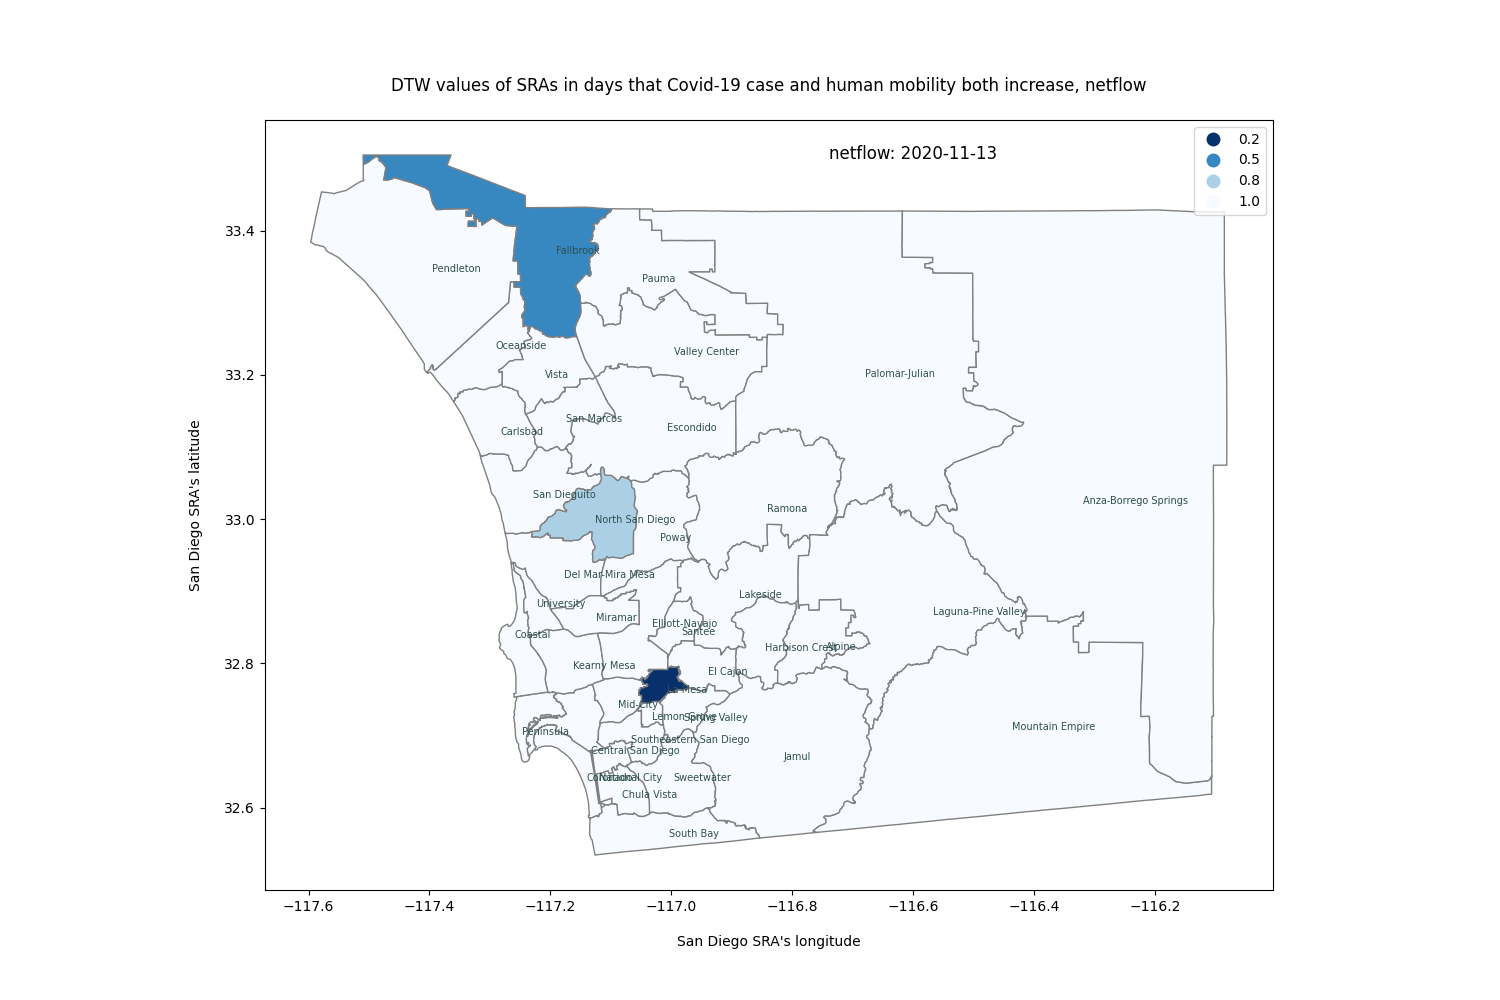 DTW values of SRAs in days that Covid-19 case and human mobility both increase, netflow
netflow: 2020-11-13
0.2
0.5
0.8
1.0
33.4
33.2
33.0
32.8
32.6
San Diego SRA's latitude
Fallbrook
Pendleton
Pauma
Oceanside
Valley Center
Vista
Palomar-Julian
San Marcos
Carlsbad
Escondido
San Dieguito
Anza-Borrego Springs
Ramona
North San Diego
Poway
Del Mar-Mira Mesa
Lakeside
University
Laguna-Pine Valley
Miramar
Elliott-Navajo
Santee
Coastal
Harbison Crest
Alpine
Kearny Mesa
El Cajon
La Mesa
Mid-City
Lemon Grove
Spring Valley
Mountain Empire
Peninsula
Southeastern San Diego
Central San Diego
Jamul
Coronado
National City
Sweetwater
Chula Vista
South Bay
−117.6
−117.4
−117.2
−117.0
−116.8
−116.6
−116.4
−116.2
San Diego SRA's longitude